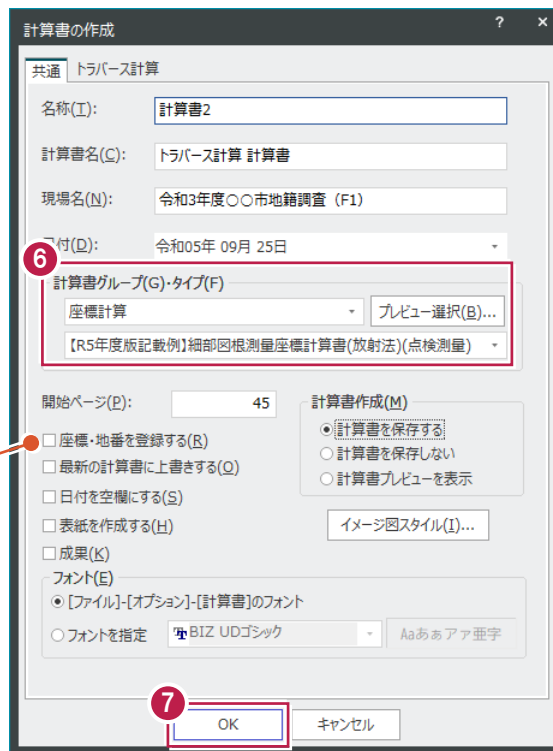 計算書の作成 ? ×
共通 トラバース計算
名称(T): 計算書2
計算書名(C): トラバース計算 計算書
現場名(N): 令和3年度〇〇市地籍調査（F1）
付(D): 令和05年 09月 25日
6
計算書グループ(G)・タイプ(F)
座標計算 プレビュー選択(B)...
【R5年度版記載例】細部図根測量座標計算書(放射法)(点検測量)
開始ページ(P): 45 計算書作成(M)
計算書を保存する
座標・地番を登録する(R)
計算書を保存しない
最新の計算書に上書きする(O)
計算書プレビューを表示
日付を空欄にする(S)
表紙を作成する(H) イメージ図スタイル(I)...
成果(K)
フォント(E)
[ファイル]-[オプション]-[計算書]のフォント
フォントを指定 BIZ UDゴシック Aaあぁアァ亜宇
7
OK キャンセル